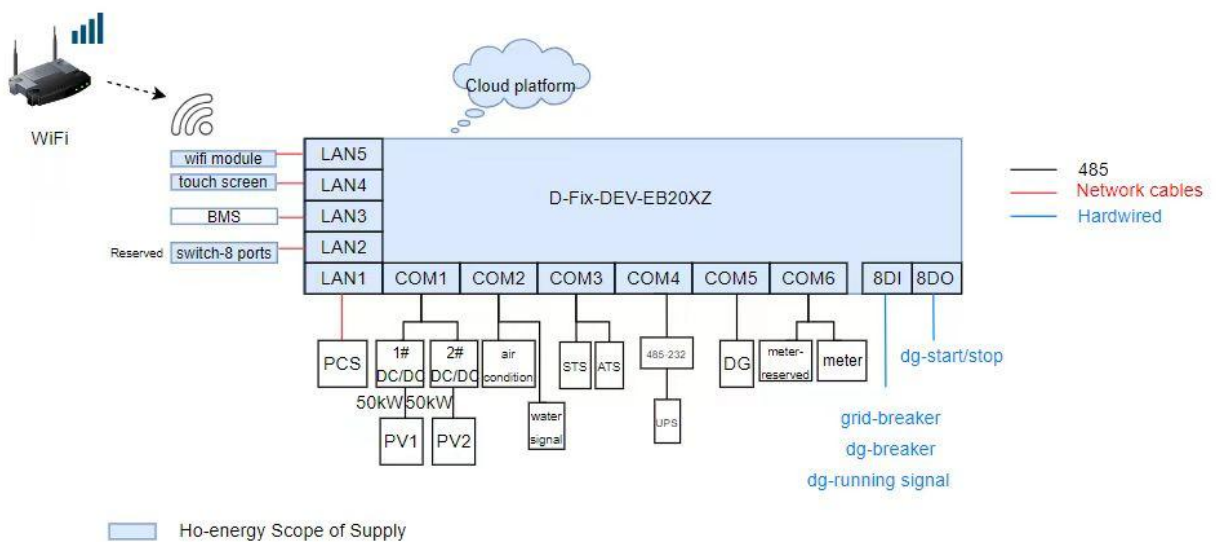 Cloud platform
WiFi
wifi module
LAN5
touch screen
LAN4
BMS
LAN3
Reserved
switch-8 ports
LAN2
D-Fix-DEV-EB20XZ
485
Network cables
Hardwired
LAN1
COM1
COM2
COM3
COM4
COM5
COM6
8DI
8DO
PCS
1#
DC/DC
2#
DC/DC
air
condition
STS
ATS
485-232
DG
meter-
reserved
meter
dg-start/stop
50kW
50kW
PV1
PV2
water
signal
UPS
grid-breaker
dg-breaker
dg-running signal
Ho-energy Scope of Supply